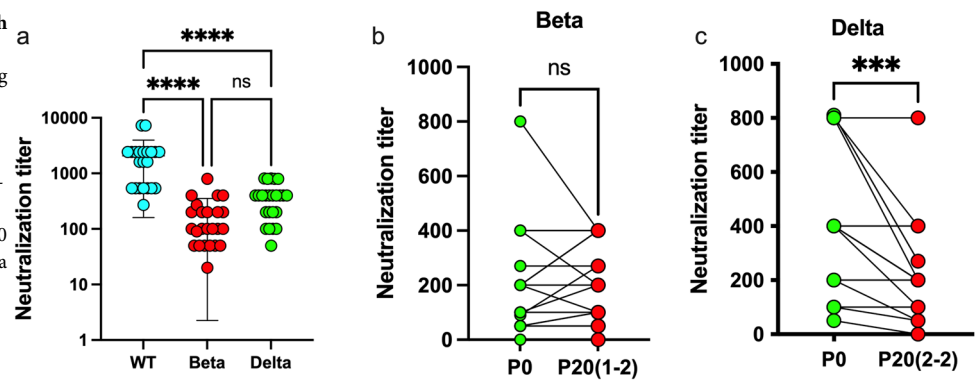 h
g
0
a
a
****
****
ns
Neutralization titer
10000
1000
100
10
1
WT
Beta
Delta
b
Beta
ns
Neutralization titer
1000
800
600
400
200
0
P0
P20(1-2)
c
Delta
***
Neutralization titer
1000
800
600
400
200
0
P0
P20(2-2)